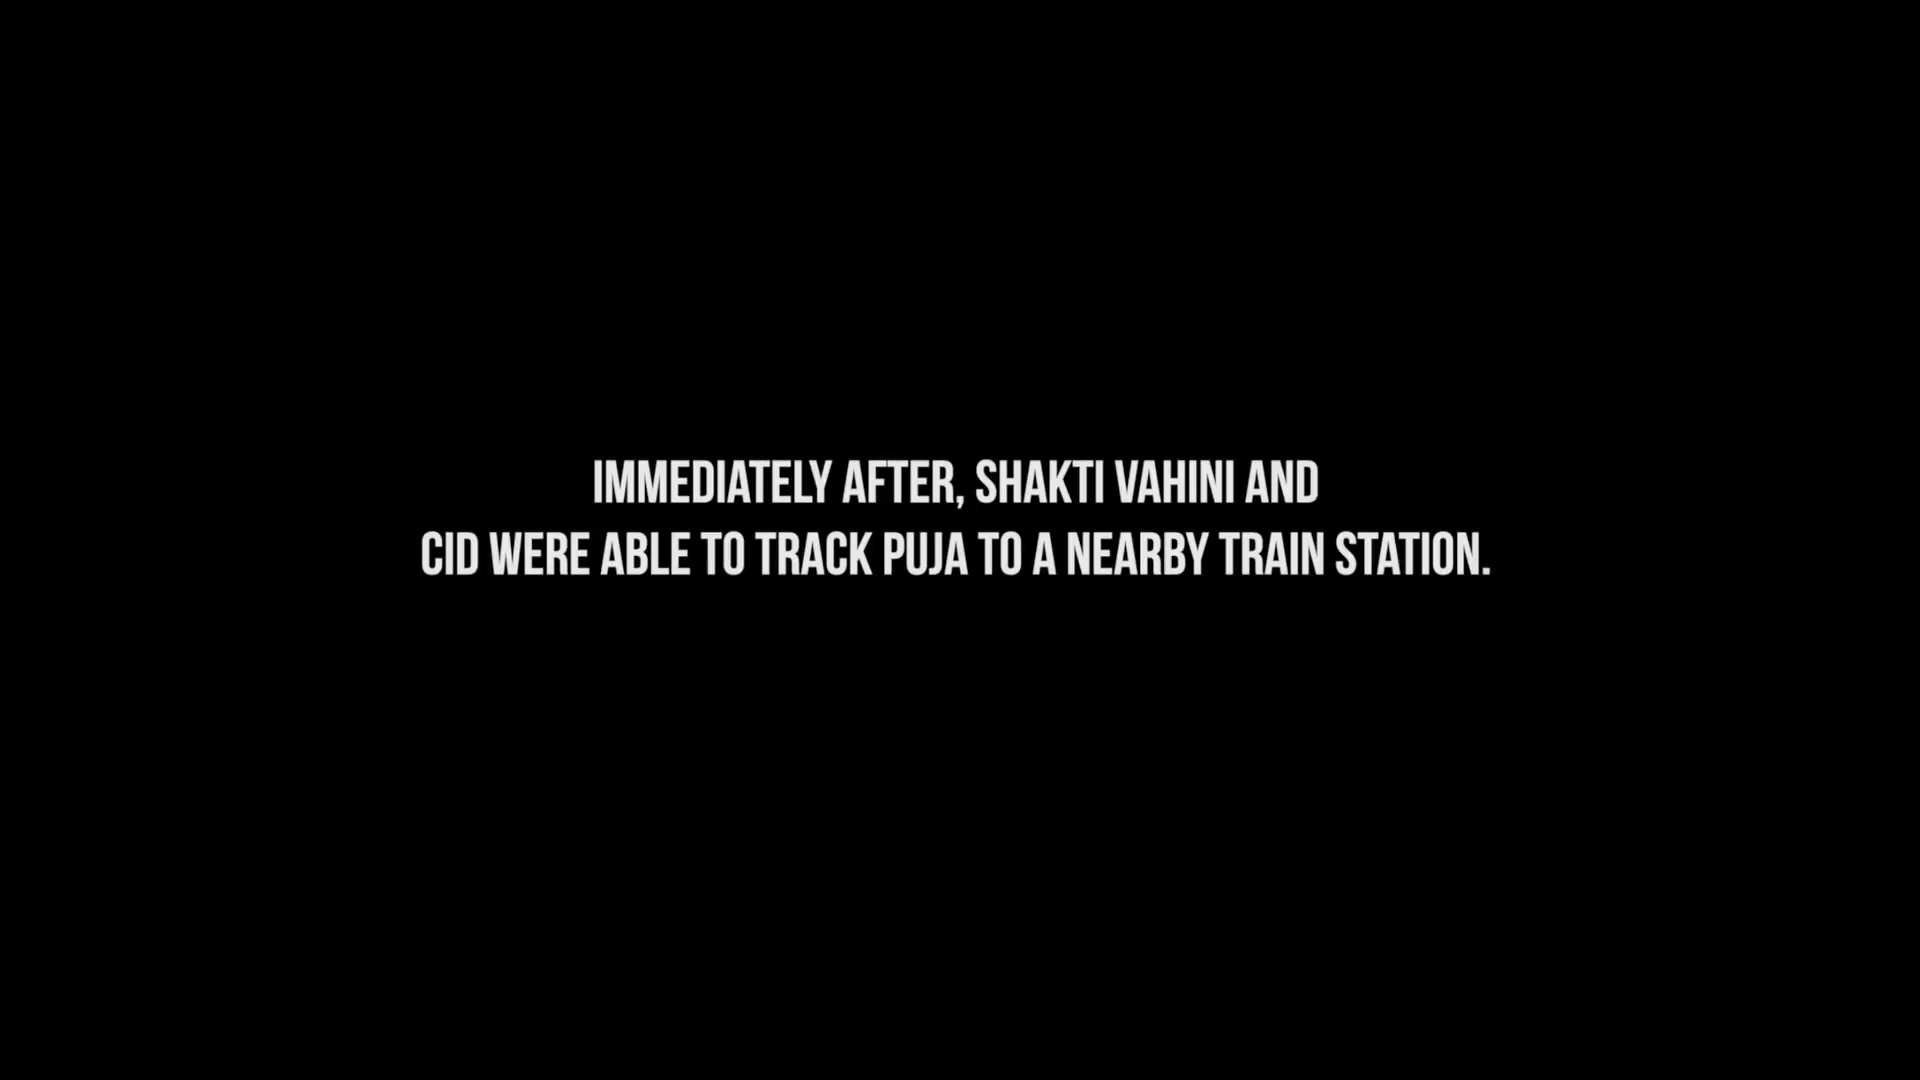 IMMEDIATELY AFTER, SHAKTI VAHINI AND
CID WERE ABLE TO TRACK PUJA TO A NEARBY TRAIN STATION.